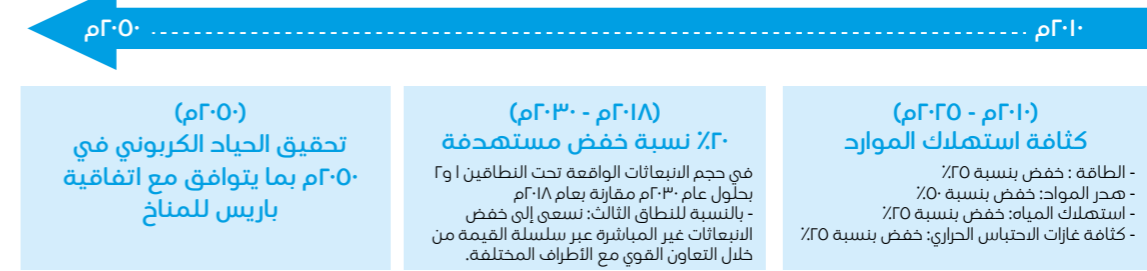 ٢٠١٠م
٢٠٥٠م
(٢٠١٠م - ٢٠٢٥م)
كثافة استهلاك الموارد
- الطاقة : خفض بنسبة ٢٥٪
- هدر المواد: خفض بنسبة ٥٠٪
- استهلاك المياه: خفض بنسبة ٢٥٪
- كثافة غازات الاحتباس الحراري: خفض بنسبة ٢٥٪
(٢٠١٨م - ٢٠٣٠م)
٢٠٪ نسبة خفض مستهدفة
في حجم الانبعاثات الواقعة تحت النطاقين ١ و٢
بحلول عام ٢٠٣٠م مقارنة بعام ٢٠١٨م
- بالنسبة للنطاق الثالث: نسعى إلى خفض
الانبعاثات غير المباشرة عبر سلسلة القيمة من
خلال التعاون القوي مع الأطراف المختلفة.
(٢٠٥٠م)
تحقيق الحياد الكربوني في
٢٠٥٠م بما يتوافق مع اتفاقية
باريس للمناخ